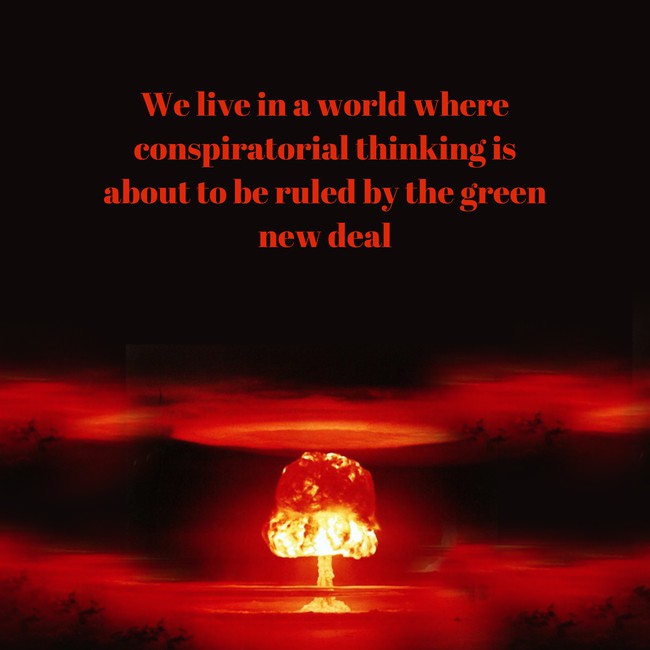 We live in a world where
conspiratorial thinking is
about to be ruled by the green
new deal